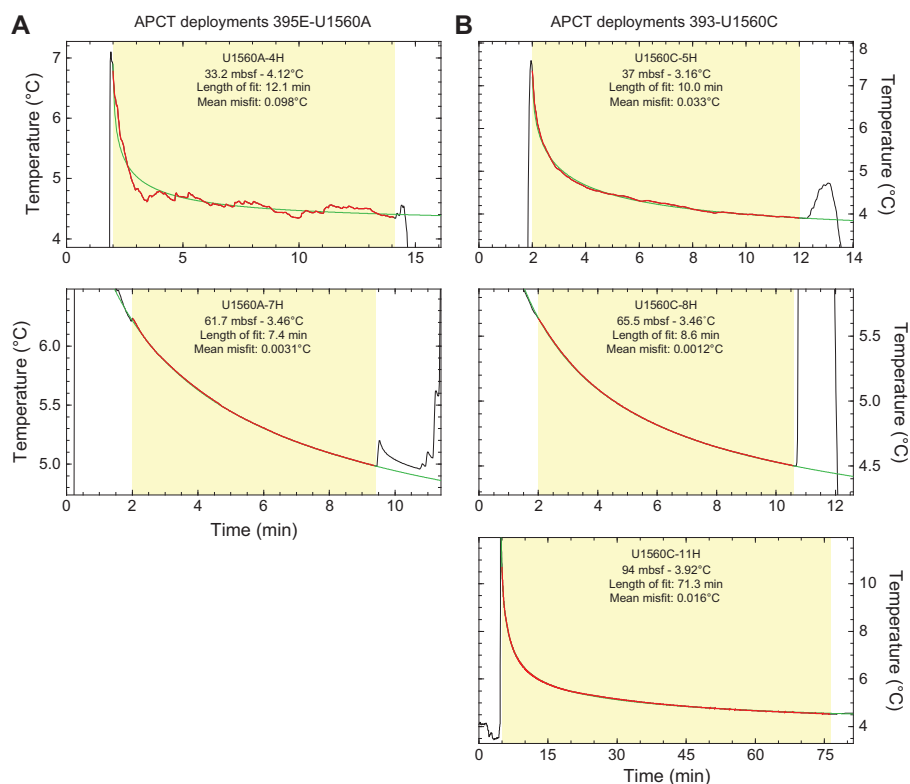 A
APCT deployments 395E-U1560A
U1560A-4H
33.2 mbsf - 4.12°C
Length of fit: 12.1 min
Mean misfit: 0.098°C
Temperature (°C)
7
6
5
4
0 5 10 15
U1560A-7H
61.7 mbsf - 3.46°C
Length of fit: 7.4 min
Mean misfit: 0.0031°C
Temperature (°C)
6.0
5.5
5.0
0 2 4 6 8 10
Time (min)
B
APCT deployments 393-U1560C
U1560C-5H
37 mbsf - 3.16°C
Length of fit: 10.0 min
Mean misfit: 0.033°C
Temperature (°C)
8
7
6
5
4
0 2 4 6 8 10 12 14
U1560C-8H
65.5 mbsf - 3.46°C
Length of fit: 8.6 min
Mean misfit: 0.0012°C
Temperature (°C)
5.5
5.0
4.5
0 2 4 6 8 10 12
U1560C-11H
94 mbsf - 3.92°C
Length of fit: 71.3 min
Mean misfit: 0.016°C
Temperature (°C)
10
8
6
4
0 15 30 45 60 75
Time (min)